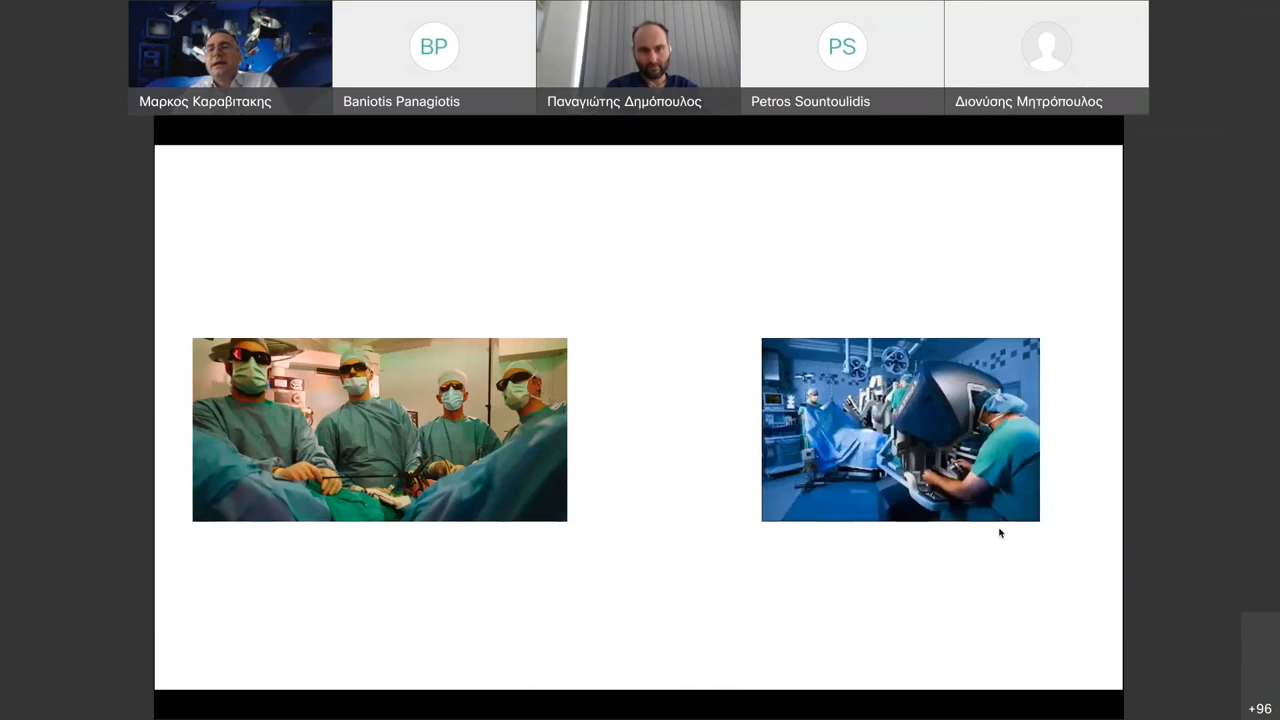 BP
PS
Μαρκος Καραβιτακης
Baniotis Panagiotis
Παναγιώτης Δημόπουλος
Petros Sountoulidis
Διονύσης Μητρόπουλος
+96